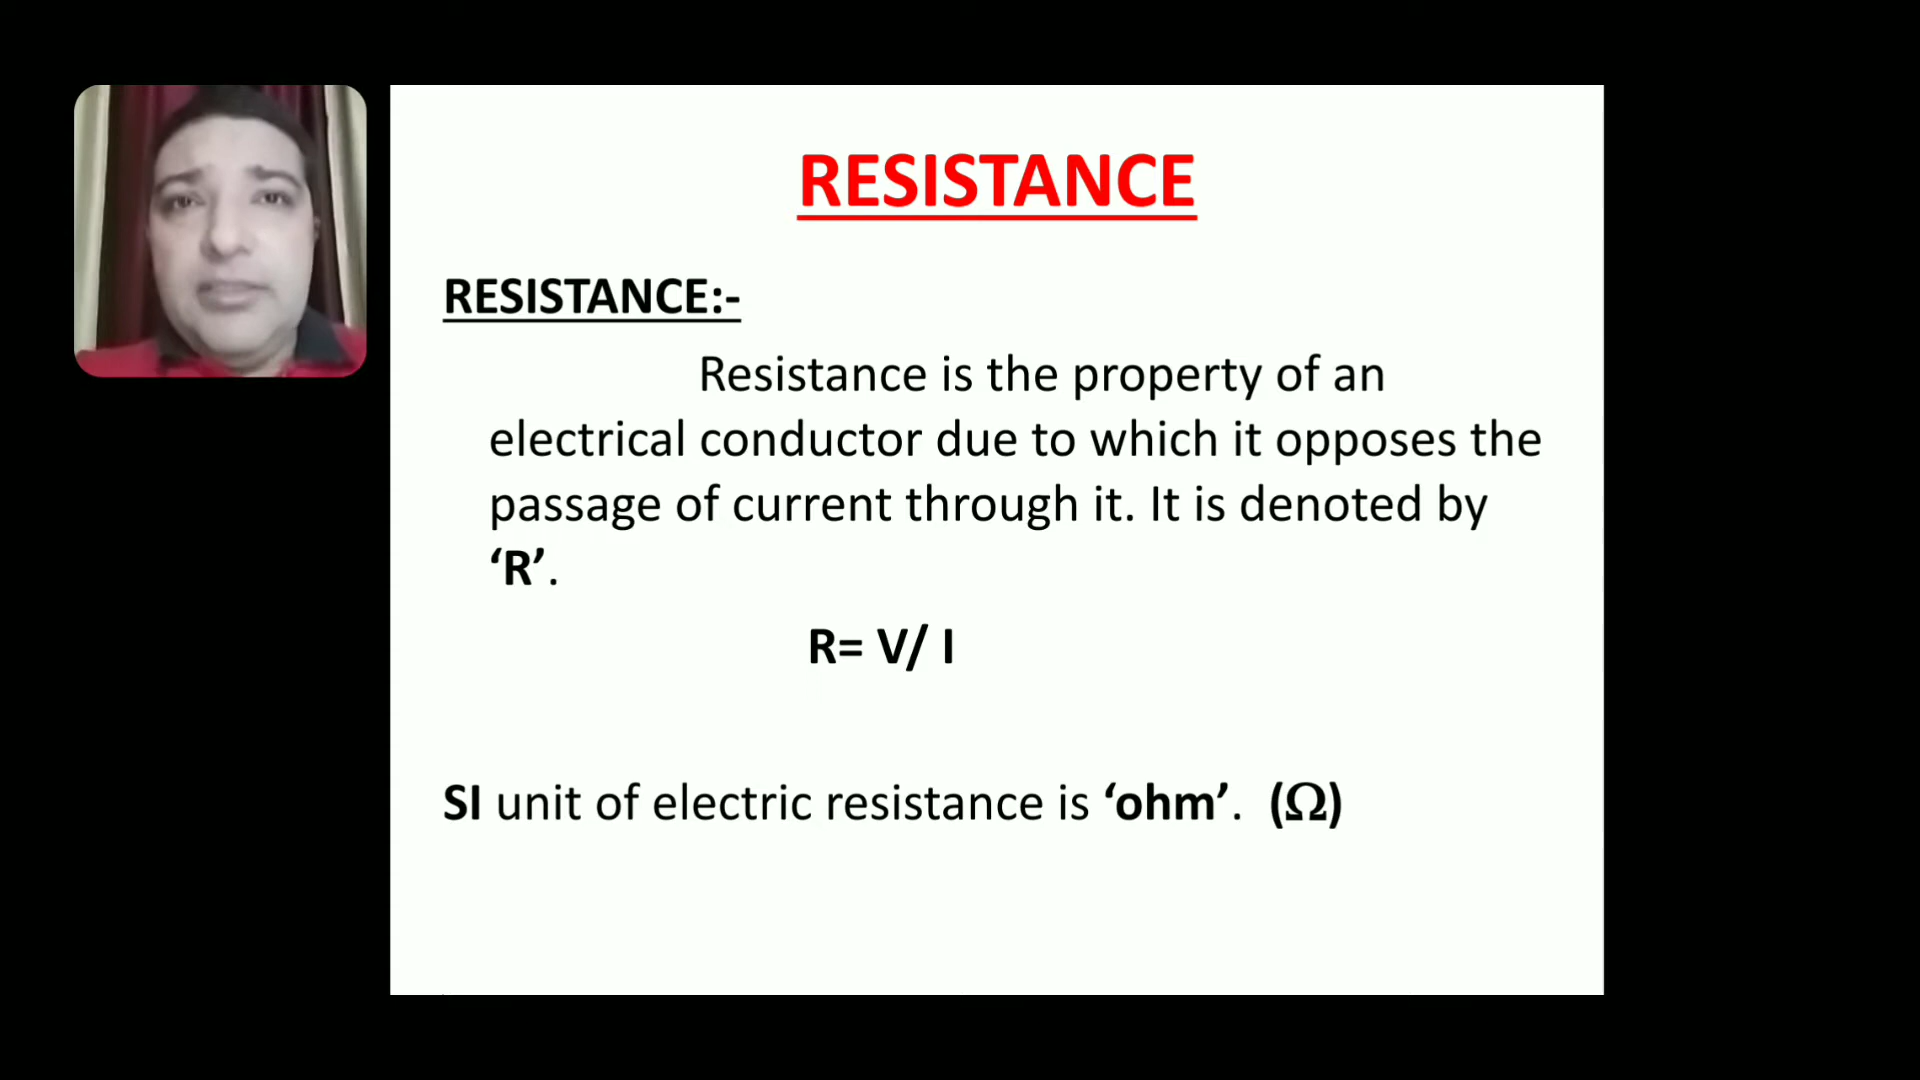 RESISTANCE
RESISTANCE:-
Resistance is the property of an
electrical conductor due to which it opposes the
passage of current through it. It is denoted by
‘R’.
R= V/ I
SI unit of electric resistance is ‘ohm’. (Ω)